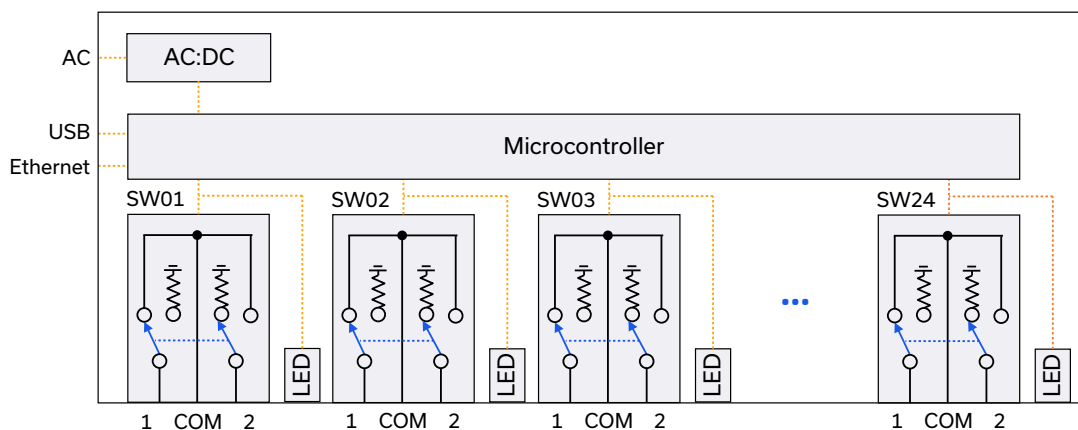 AC
AC:DC
USB
Microcontroller
Ethernet
SW01
SW02
SW03
SW24
LED
LED
LED
LED
1 COM 2
1 COM 2
1 COM 2
1 COM 2